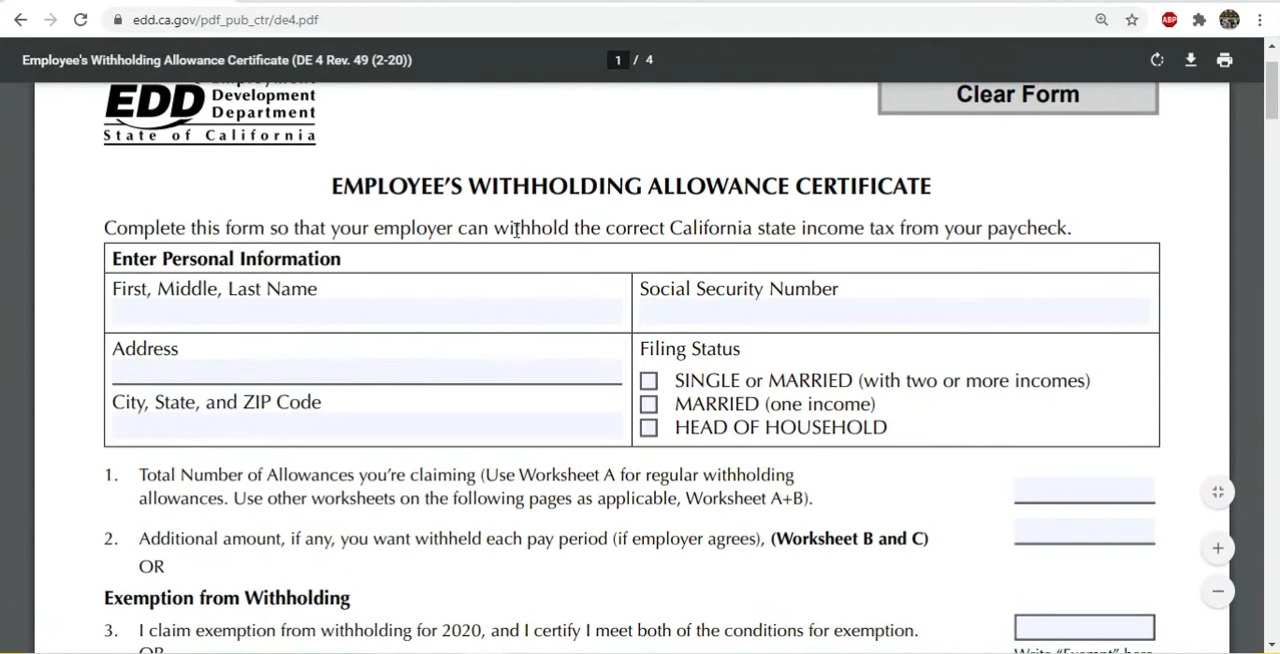 edd.ca.gov/pdf_pub_ctr/de4.pdf
ABP
Employee's Withholding Allowance Certificate (DE 4 Rev. 49 (2-20))
1 / 4
EDD
Development
Department
State of California
Clear Form
EMPLOYEE'S WITHHOLDING ALLOWANCE CERTIFICATE
Complete this form so that your employer can withhold the correct California state income tax from your paycheck.
Enter Personal Information
First, Middle, Last Name
Social Security Number
Address
City, State, and ZIP Code
Filing Status
SINGLE or MARRIED (with two or more incomes)
MARRIED (one income)
HEAD OF HOUSEHOLD
1. Total Number of Allowances you're claiming (Use Worksheet A for regular withholding
allowances. Use other worksheets on the following pages as applicable, Worksheet A+B).
2. Additional amount, if any, you want withheld each pay period (if employer agrees), (Worksheet B and C)
OR
Exemption from Withholding
3. I claim exemption from withholding for 2020, and I certify I meet both of the conditions for exemption.